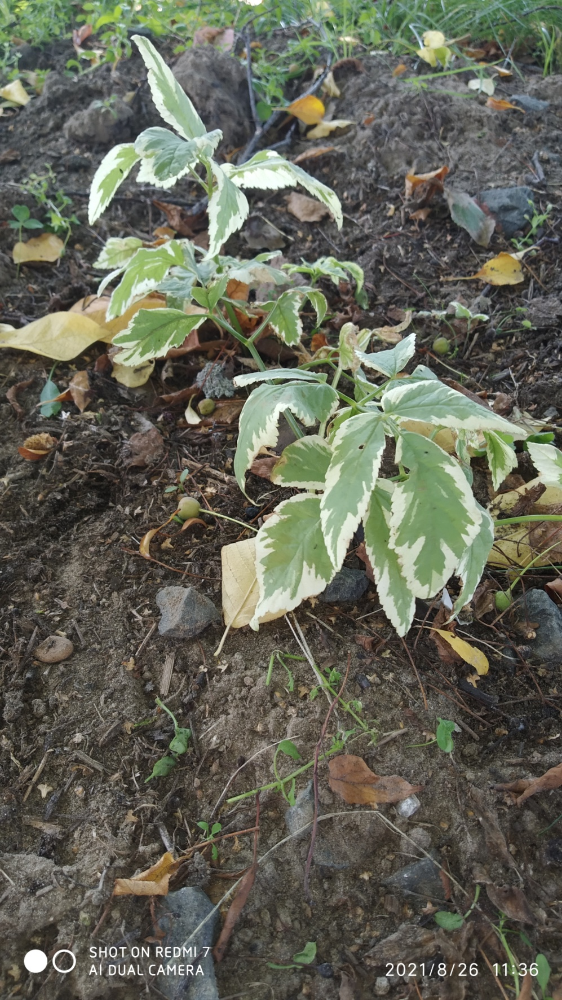 SHOT ON REDMI 7
AI DUAL CAMERA
2021/8/26 11:36